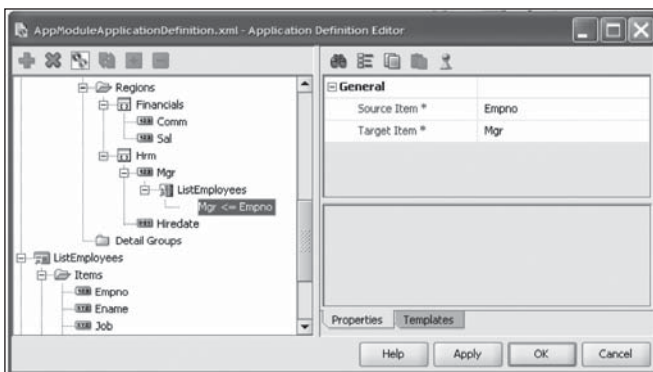 AppModuleApplicationDefinition.xml - Application Definition Editor
Regions
Financials
Comm
Sal
Hrm
Mgr
ListEmployees
Mgr <= Empno
Hiredate
Detail Groups
ListEmployees
Items
Empno
Ename
Job
General
Source Item * Empno
Target Item * Mgr
Properties Templates
Help Apply OK Cancel